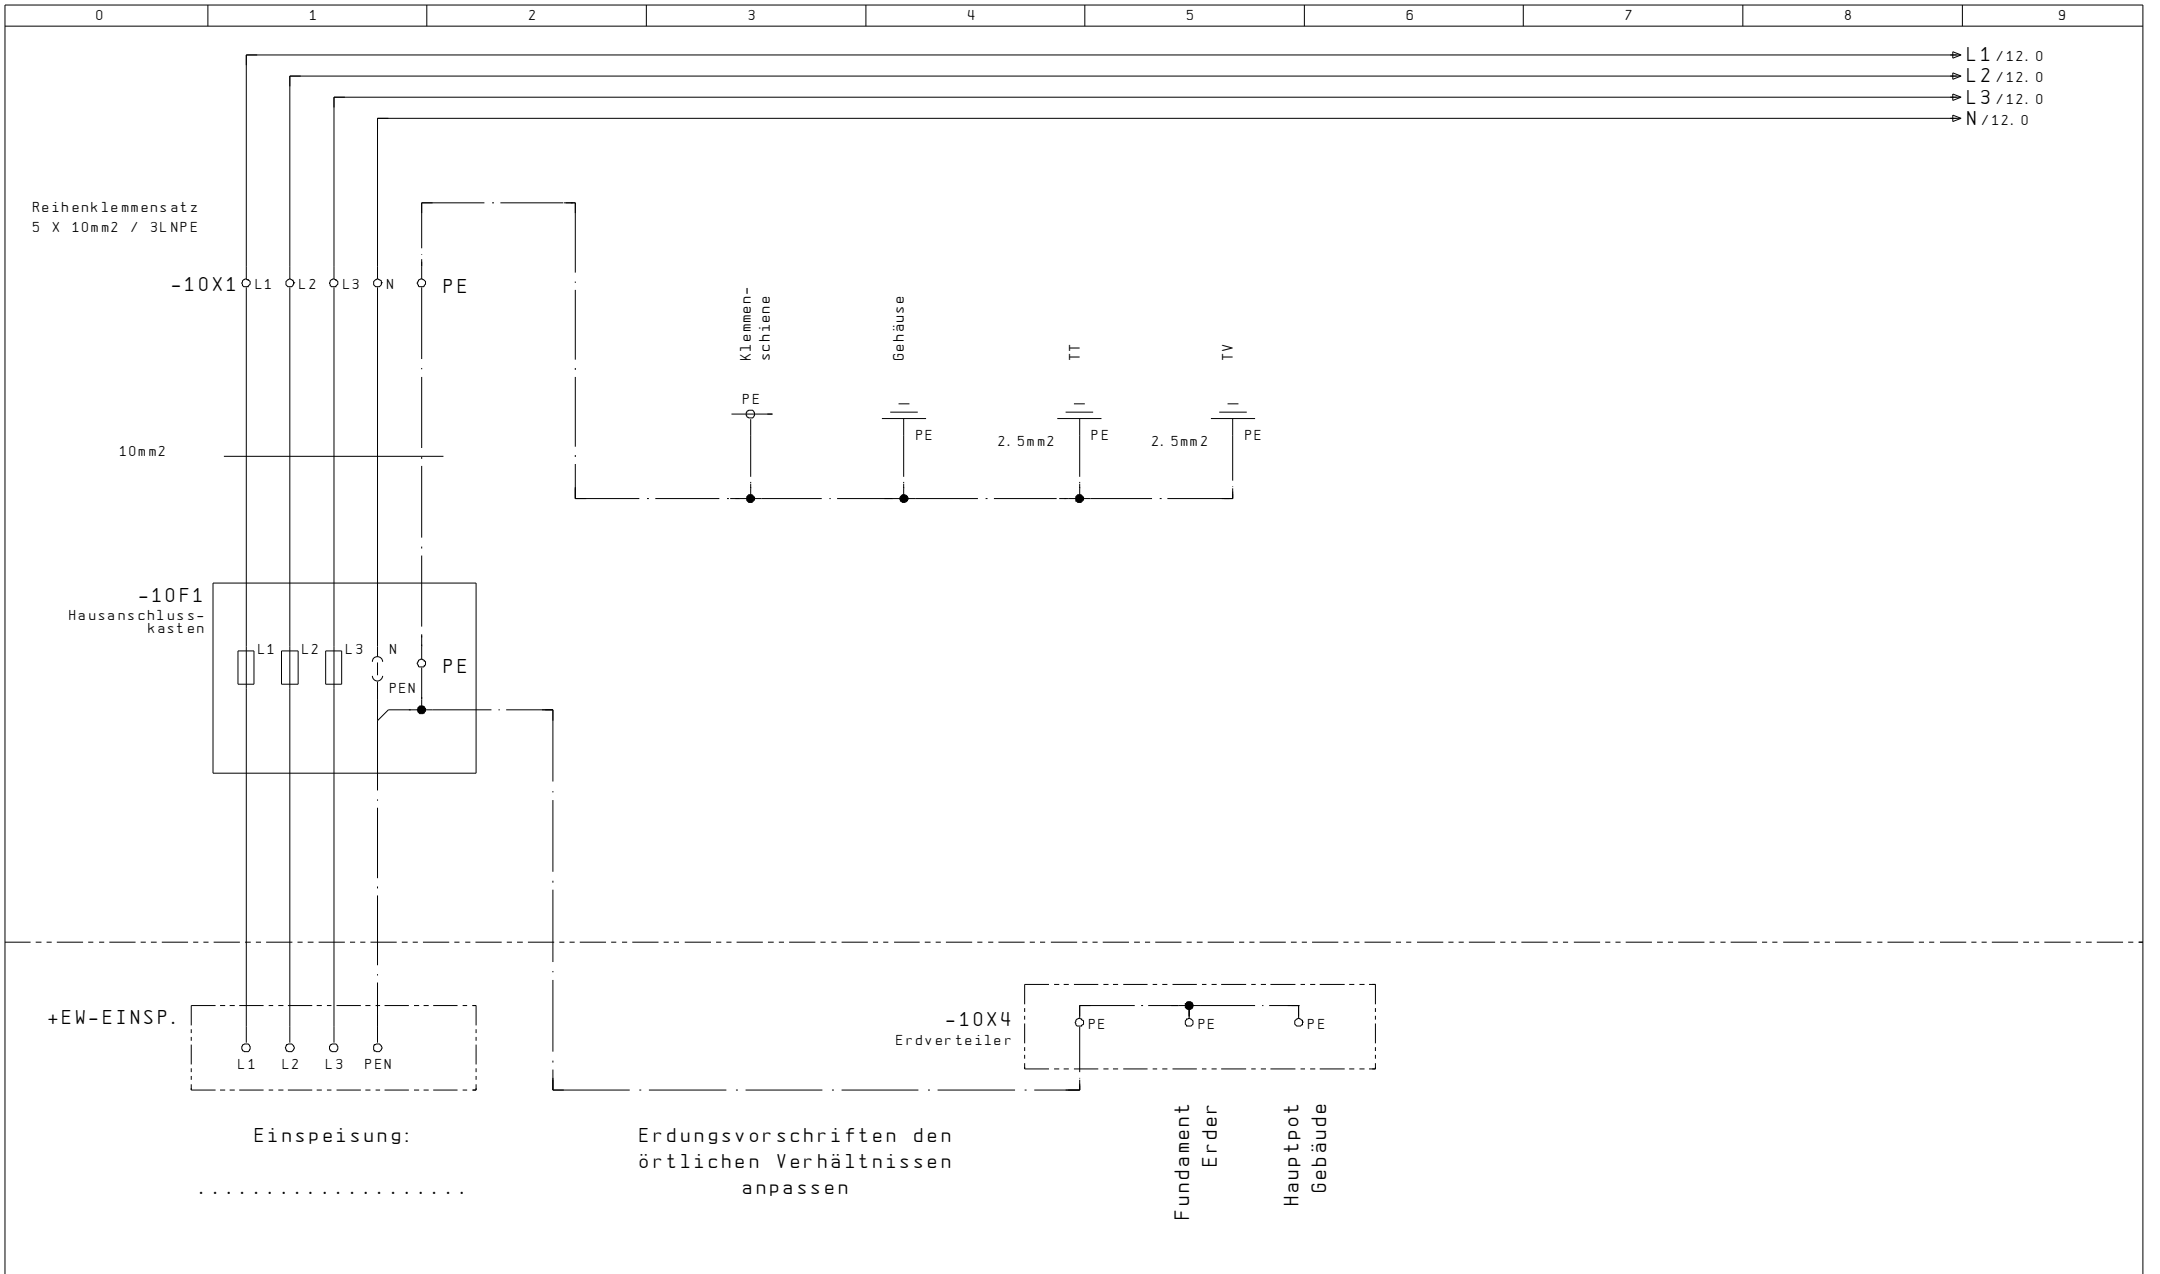 0 1 2 3 4 5 6 7 8 9
L1/12.0
L2/12.0
L3/12.0
N/12.0
Reihenklemmensatz
5 X 10mm2 / 3LNPE
-10X1 L1 L2 L3 N PE
Klemmen-
schiene
Gehäuse
TT
TV
PE
PE
2.5mm2 PE
2.5mm2 PE
10mm2
-10F1
Hausanschluss-
kasten
L1 L2 L3 N
PE
PEN
+EW-EINSP.
L1 L2 L3 PEN
-10X4
Erdverteiler
PE PE PE
Einspeisung:
....................
Erdungsvorschriften den
örtlichen Verhältnissen
anpassen
Fundament
Erder
Hauptpot
Gebäude